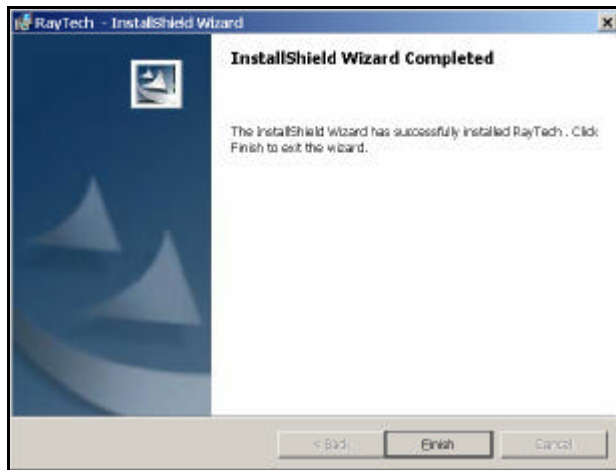 RayTech - InstallShield Wizard
InstallShield Wizard Completed
The InstallShield Wizard has successfully installed RayTech . Click
Finish to exit the wizard.
< Back
Finish
Cancel